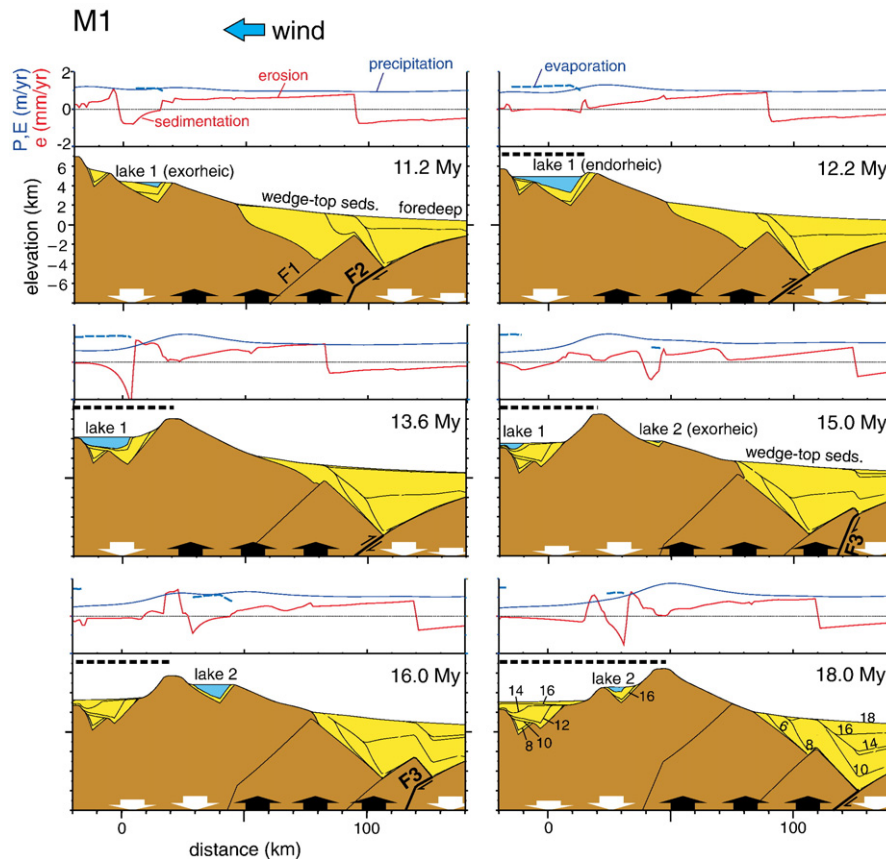 M1
wind
P,E (m/yr)
e (mm/yr)
2
0
-2
erosion
precipitation
sedimentation
evaporation
elevation (km)
6
4
2
0
−2
−4
−6
lake 1 (exorheic)
11.2 My
wedge-top seds.
foredeep
F1
F2
lake 1 (endorheic)
12.2 My
lake 1
13.6 My
lake 1
lake 2 (exorheic)
15.0 My
wedge-top seds.
F3
lake 2
16.0 My
F3
lake 2
18.0 My
14
16
12
10
8
16
6
8
18
16
14
10
0
100
distance (km)
0
100